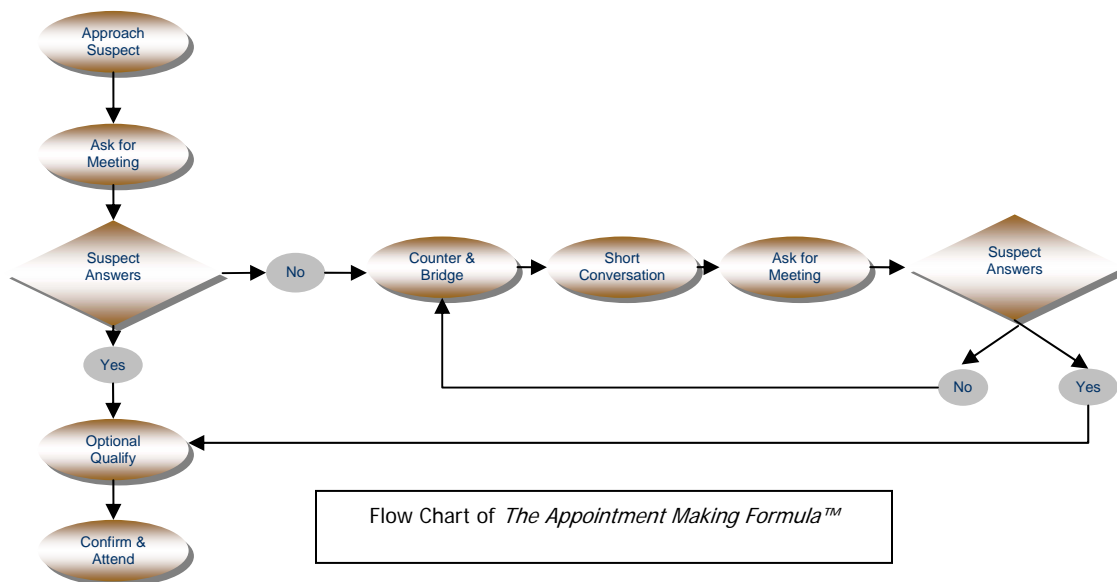 Approach
Suspect
Ask for
Meeting
Suspect
Answers
No
Counter &
Bridge
Short
Conversation
Ask for
Meeting
Suspect
Answers
Yes
No
Yes
Optional
Qualify
Flow Chart of The Appointment Making Formula™
Confirm &
Attend